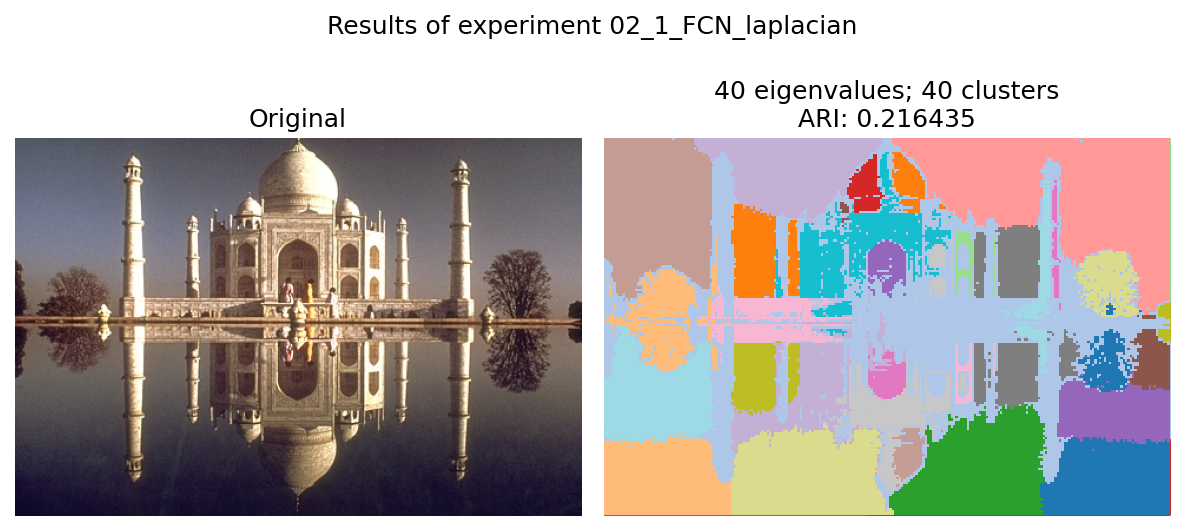 Results of experiment 02_1_FCN_laplacian
Original
40 eigenvalues; 40 clusters
ARI: 0.216435